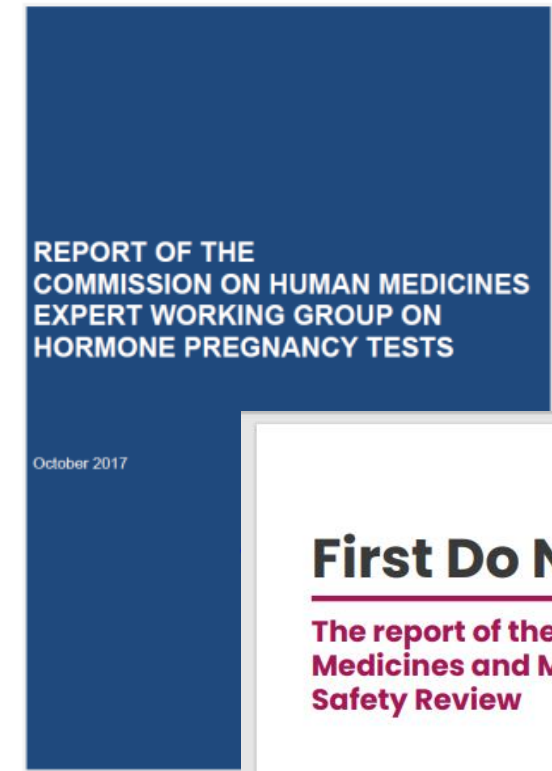 REPORT OF THE
COMMISSION ON HUMAN MEDICINES
EXPERT WORKING GROUP ON
HORMONE PREGNANCY TESTS
October 2017
First Do N
The report of the
Medicines and M
Safety Review